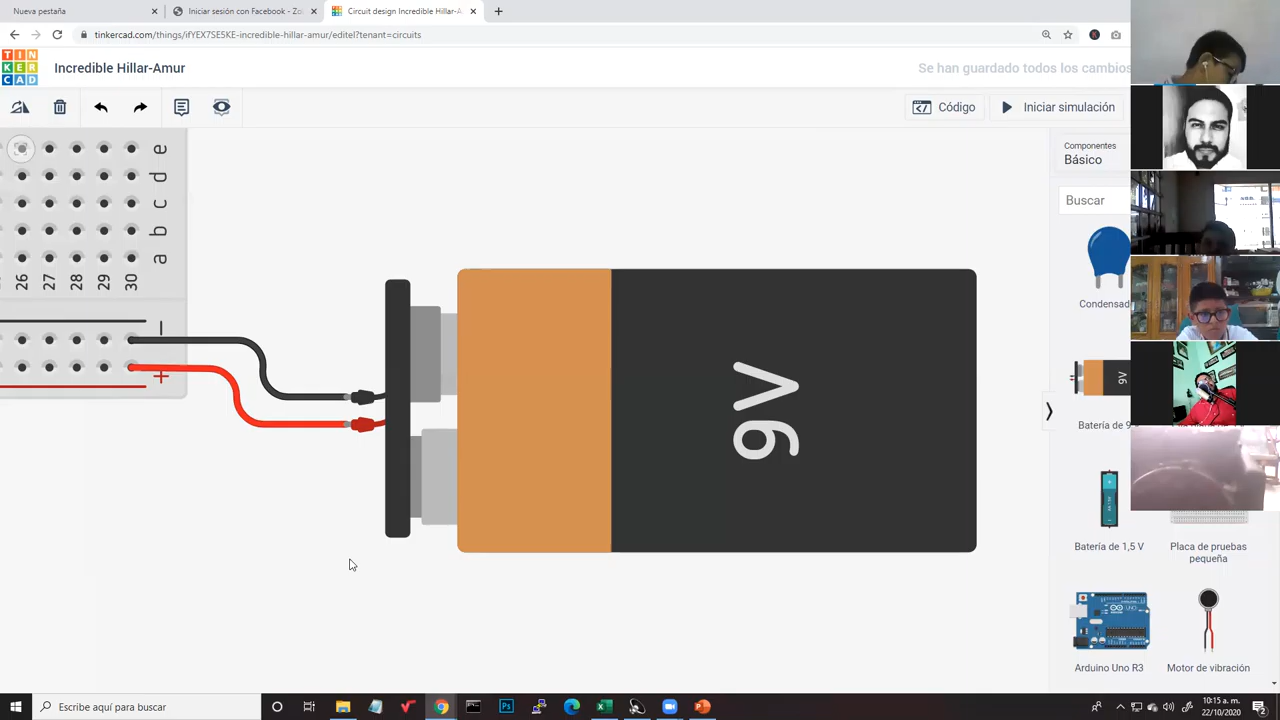 Nueva pestaña
Iniciar sesión con Facebook - Zo
Circuit design Incredible Hillar-A
tinkercad.com/things/ifYEX7SE5KE-incredible-hillar-amur/editel?tenant=circuits
TIN
KER
CAD
Incredible Hillar-Amur
Se han guardado todos los cambios
Código
Iniciar simulación
Componentes
Básico
Buscar
e
d
c
b
a
26 27 28 29 30
−
+
9V
Condensad
9V
Batería de 9
Batería de 1,5 V
Placa de pruebas
pequeña
Arduino Uno R3
Motor de vibración
Escribe aquí para buscar
10:15 a. m.
22/10/2020
2